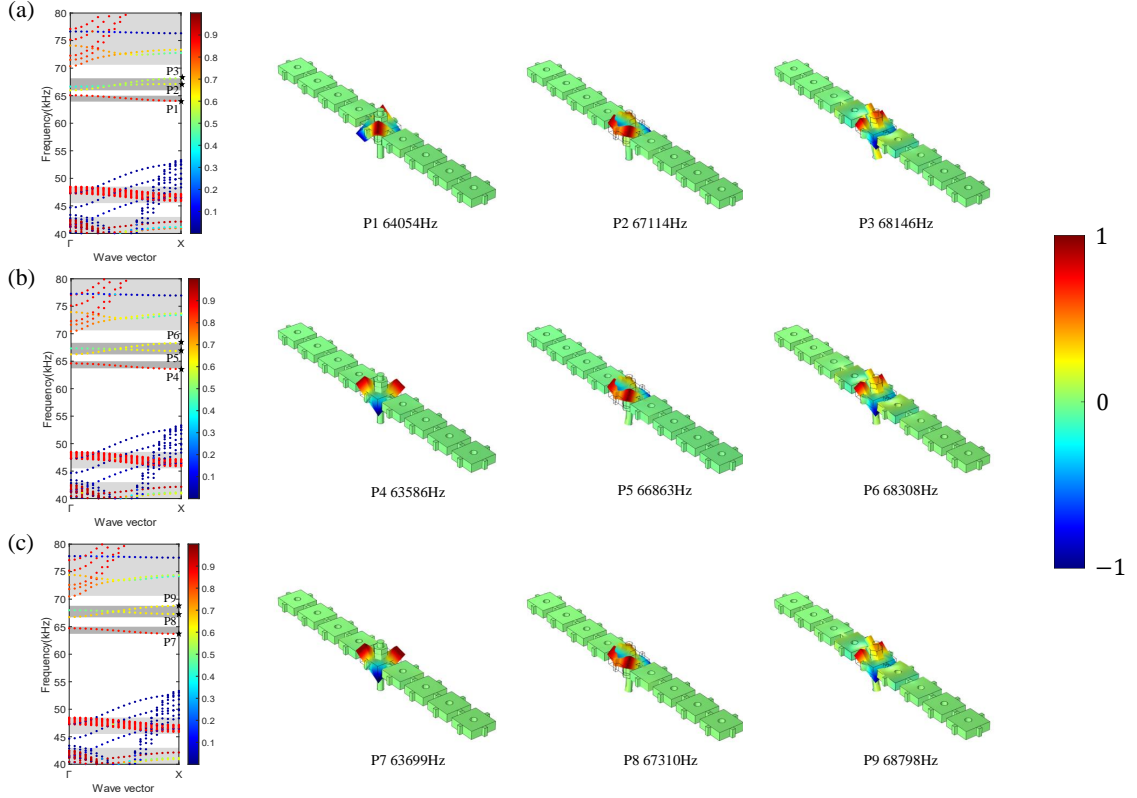 (a)
80
75
70
65
60
55
50
45
40
Frequency(kHz)
P3
P2
P1
Γ
X
Wave vector
0.9
0.8
0.7
0.6
0.5
0.4
0.3
0.2
0.1
P1 64054Hz
P2 67114Hz
P3 68146Hz
(b)
80
75
70
65
60
55
50
45
40
Frequency(kHz)
P6
P5
P4
Γ
X
Wave vector
0.9
0.8
0.7
0.6
0.5
0.4
0.3
0.2
0.1
P4 63586Hz
P5 66863Hz
P6 68308Hz
(c)
80
75
70
65
60
55
50
45
40
Frequency(kHz)
P9
P8
P7
Γ
X
Wave vector
0.9
0.8
0.7
0.6
0.5
0.4
0.3
0.2
0.1
P7 63699Hz
P8 67310Hz
P9 68798Hz
1
0
−1